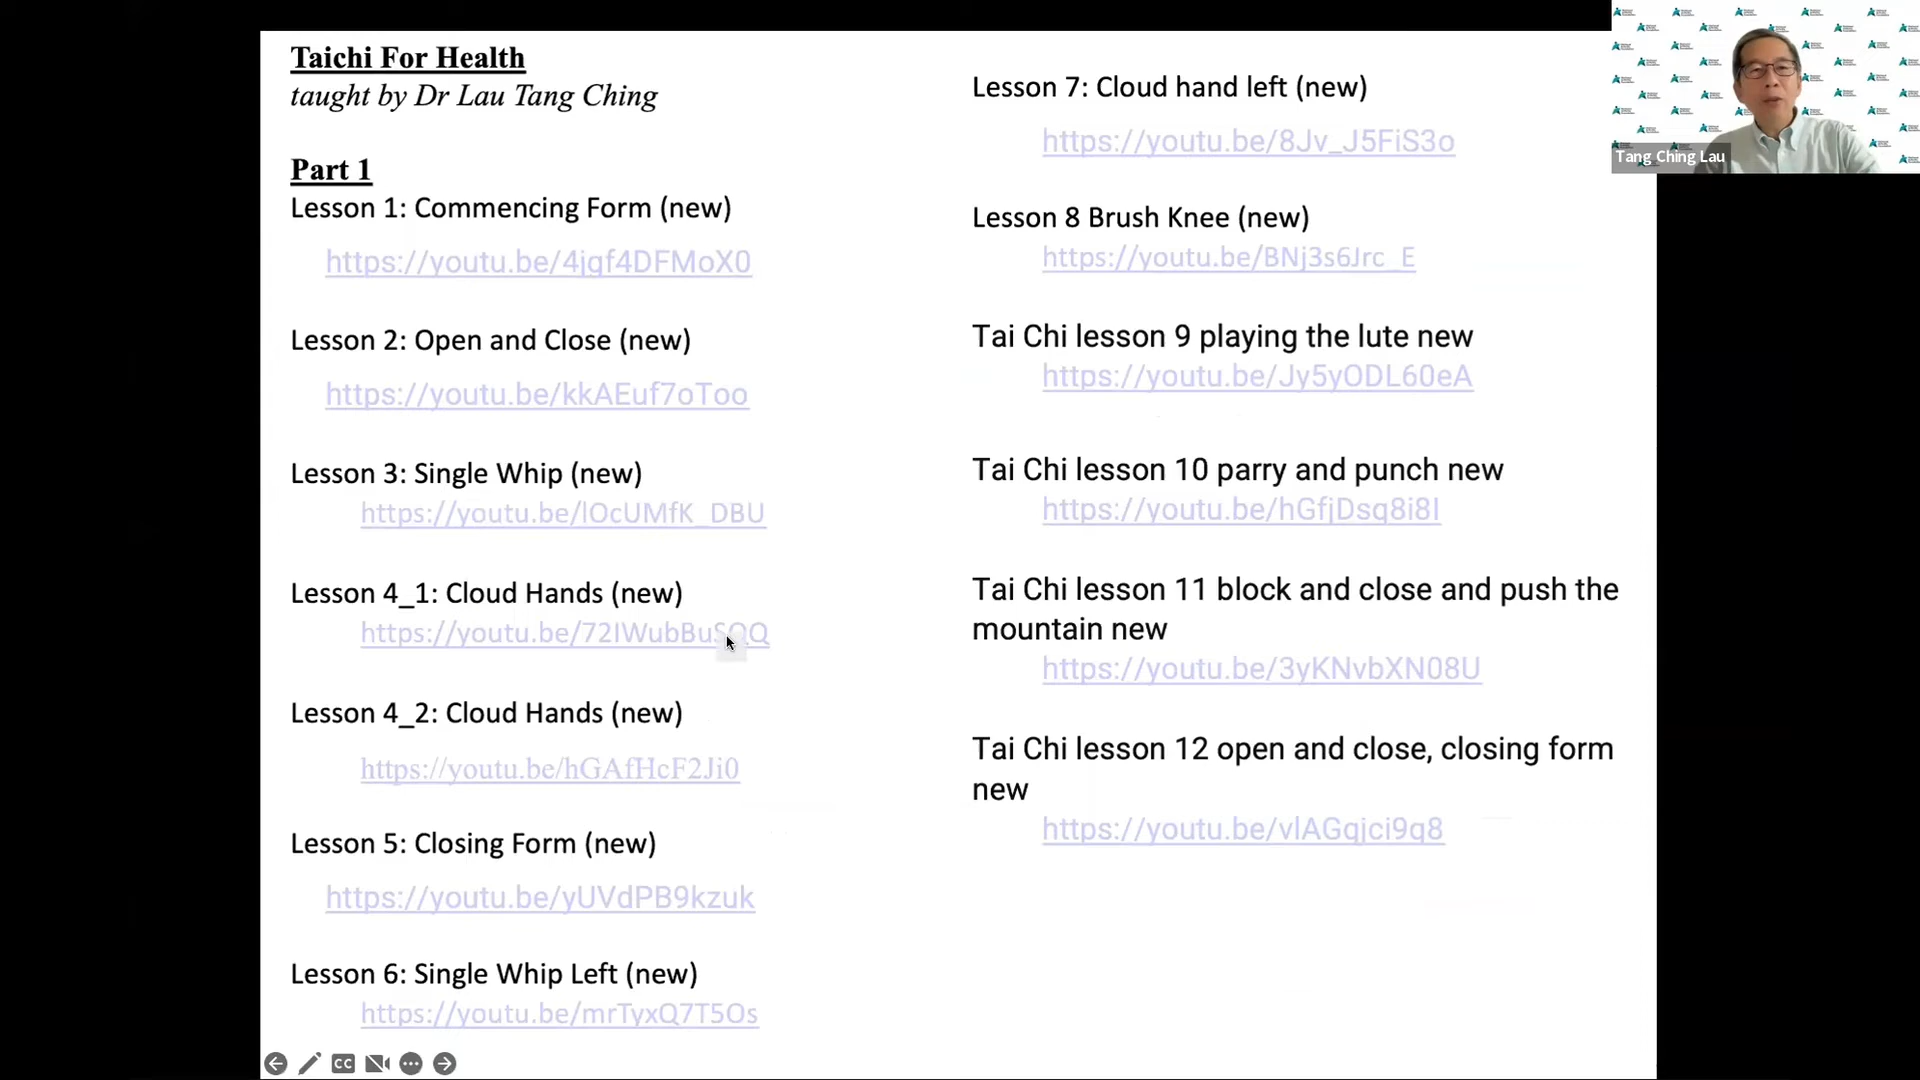 Taichi For Health
taught by Dr Lau Tang Ching
Part 1
Lesson 1: Commencing Form (new)
https://youtu.be/4jgf4DFMoX0
Lesson 2: Open and Close (new)
https://youtu.be/kkAEuf7oToo
Lesson 3: Single Whip (new)
https://youtu.be/lOcUMfK_DBU
Lesson 4_1: Cloud Hands (new)
https://youtu.be/72IWubBuSQQ
Lesson 4_2: Cloud Hands (new)
https://youtu.be/hGAfHcF2Ji0
Lesson 5: Closing Form (new)
https://youtu.be/yUVdPB9kzuk
Lesson 6: Single Whip Left (new)
https://youtu.be/mrTyxQ7T5Os
Lesson 7: Cloud hand left (new)
https://youtu.be/8Jv_J5FiS3o
Lesson 8 Brush Knee (new)
https://youtu.be/BNj3s6Jrc_E
Tai Chi lesson 9 playing the lute new
https://youtu.be/Jy5yODL60eA
Tai Chi lesson 10 parry and punch new
https://youtu.be/hGfjDsq8i8I
Tai Chi lesson 11 block and close and push the
mountain new
https://youtu.be/3yKNvbXN08U
Tai Chi lesson 12 open and close, closing form
new
https://youtu.be/vlAGqjci9q8
Tang Ching Lau
CC